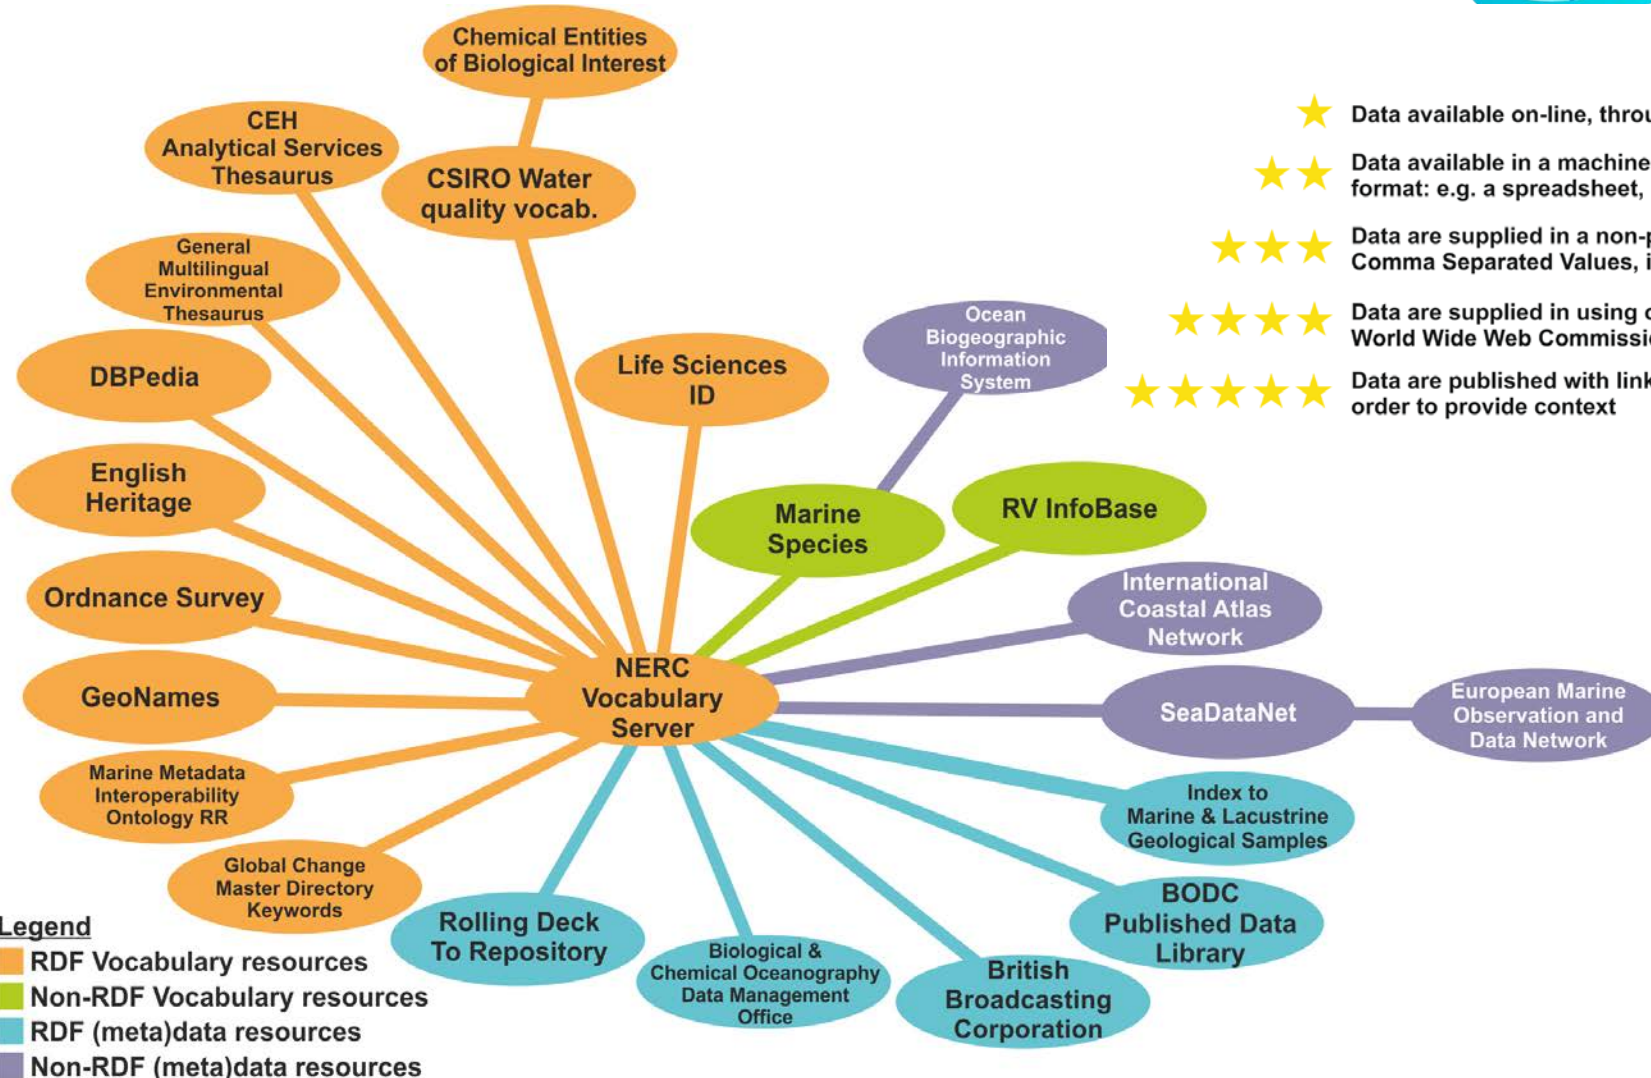 Chemical Entities
of Biological Interest
CEH
Analytical Services
Thesaurus
CSIRO Water
quality vocab.
General
Multilingual
Environmental
Thesaurus
DBPedia
Life Sciences
ID
Ocean
Biogeographic
Information
System
English
Heritage
Marine
Species
RV InfoBase
Ordnance Survey
International
Coastal Atlas
Network
NERC
Vocabulary
Server
GeoNames
SeaDataNet
European Marine
Observation and
Data Network
Marine Metadata
Interoperability
Ontology RR
Index to
Marine & Lacustrine
Geological Samples
Global Change
Master Directory
Keywords
Rolling Deck
To Repository
Biological &
Chemical Oceanography
Data Management
Office
British
Broadcasting
Corporation
BODC
Published Data
Library
Data available on-line, throu
Data available in a machine
format: e.g. a spreadsheet,
Data are supplied in a non-p
Comma Separated Values, i
Data are supplied in using o
World Wide Web Commissi
Data are published with link
order to provide context
Legend
RDF Vocabulary resources
Non-RDF Vocabulary resources
RDF (meta)data resources
Non-RDF (meta)data resources